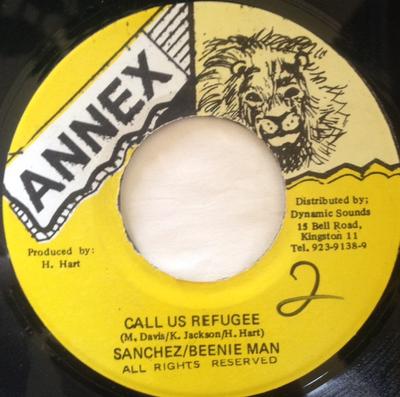 ANNEX
Distributed by;
Dynamic Sounds
15 Bell Road,
Kingston 11
Tel. 923-9138-9
Produced by:
H. Hart
2
CALL US REFUGEE
(M. Davis/K. Jackson/H. Hart)
SANCHEZ/BEENIE MAN
ALL RIGHTS RESERVED